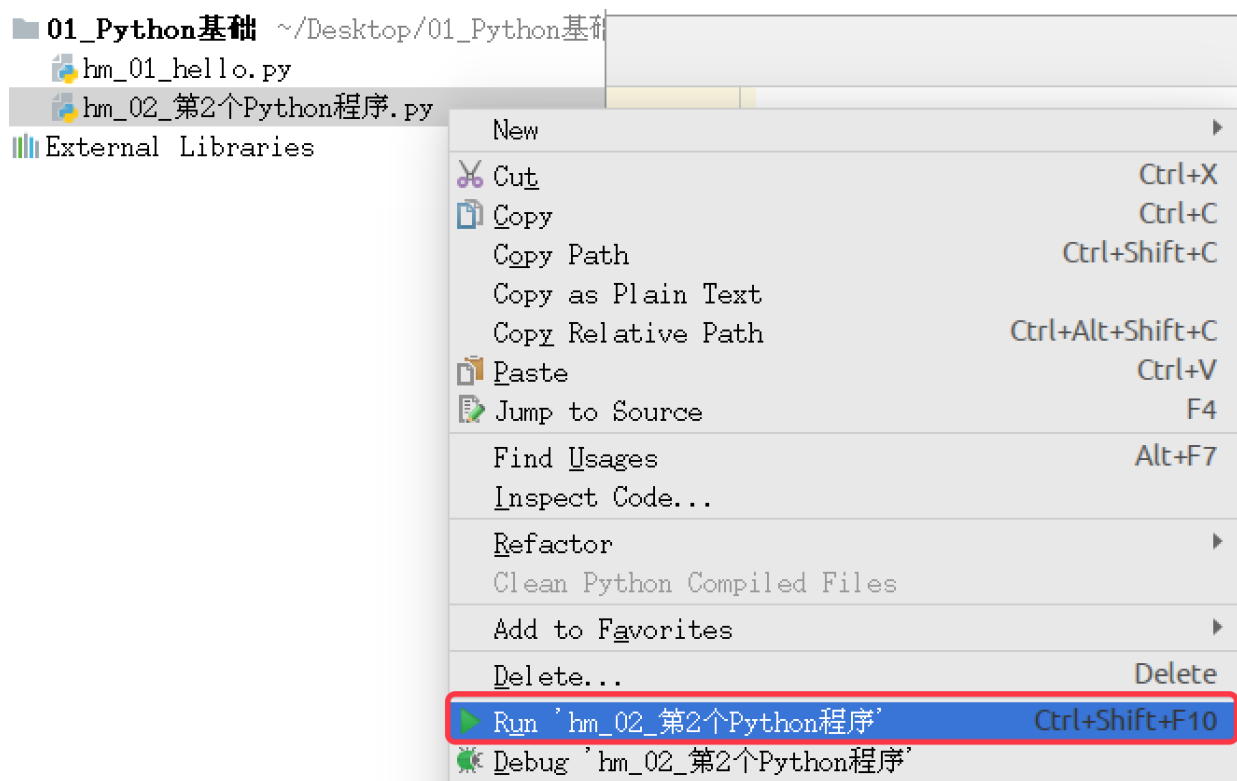 01_Python基础 ~/Desktop/01_Python基础
hm_01_hello.py
hm_02_第2个Python程序.py
External Libraries
New
Cut Ctrl+X
Copy Ctrl+C
Copy Path Ctrl+Shift+C
Copy as Plain Text
Copy Relative Path Ctrl+Alt+Shift+C
Paste Ctrl+V
Jump to Source F4
Find Usages Alt+F7
Inspect Code...
Refactor
Clean Python Compiled Files
Add to Favorites
Delete... Delete
Run 'hm_02_第2个Python程序' Ctrl+Shift+F10
Debug 'hm_02_第2个Python程序'